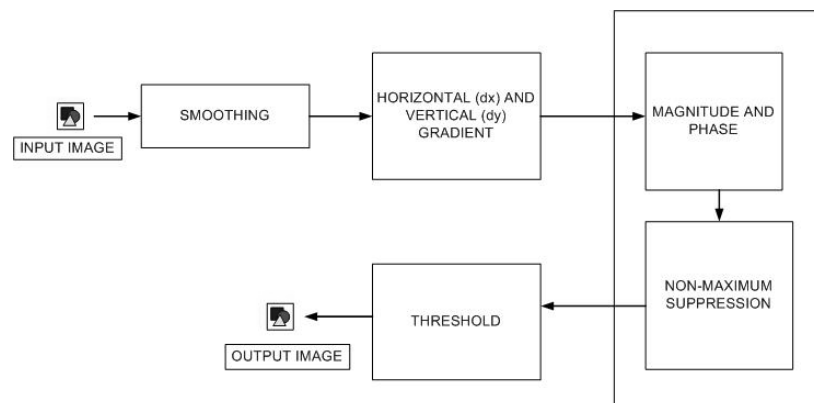 INPUT IMAGE
SMOOTHING
HORIZONTAL (dx) AND
VERTICAL (dy)
GRADIENT
MAGNITUDE AND
PHASE
NON-MAXIMUM
SUPPRESSION
THRESHOLD
OUTPUT IMAGE